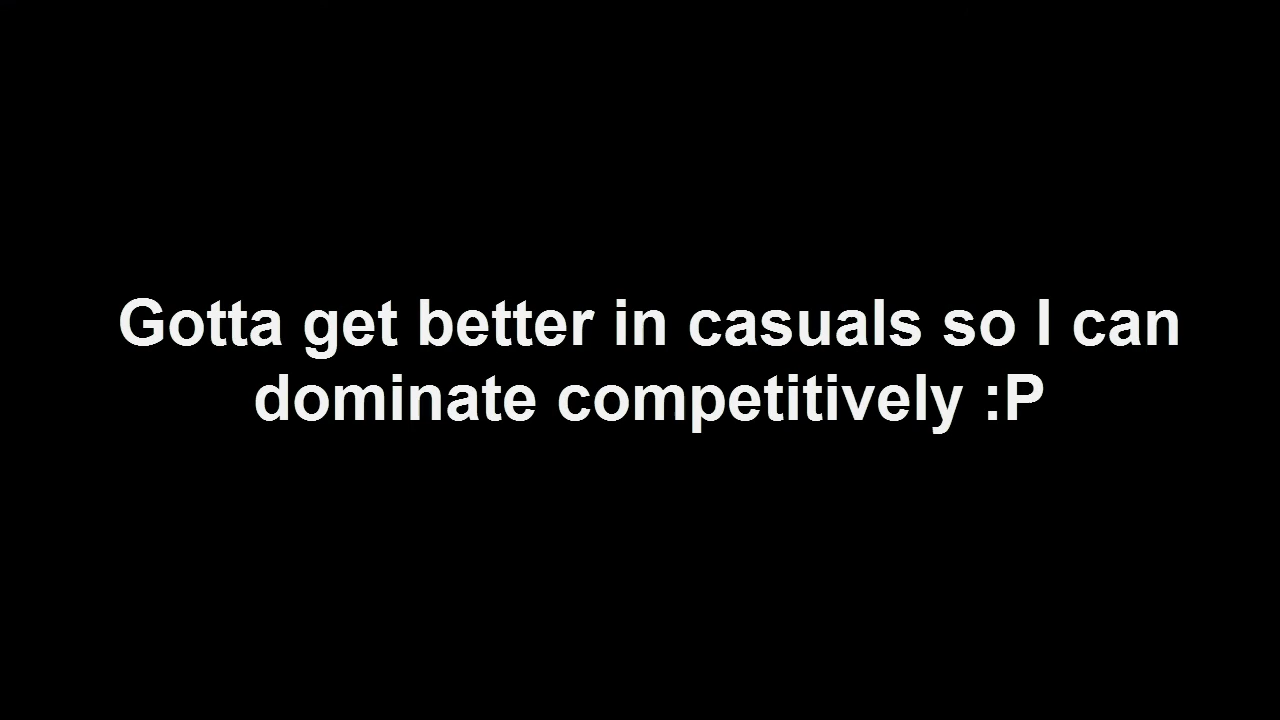 Gotta get better in casuals so I can
dominate competitively :P